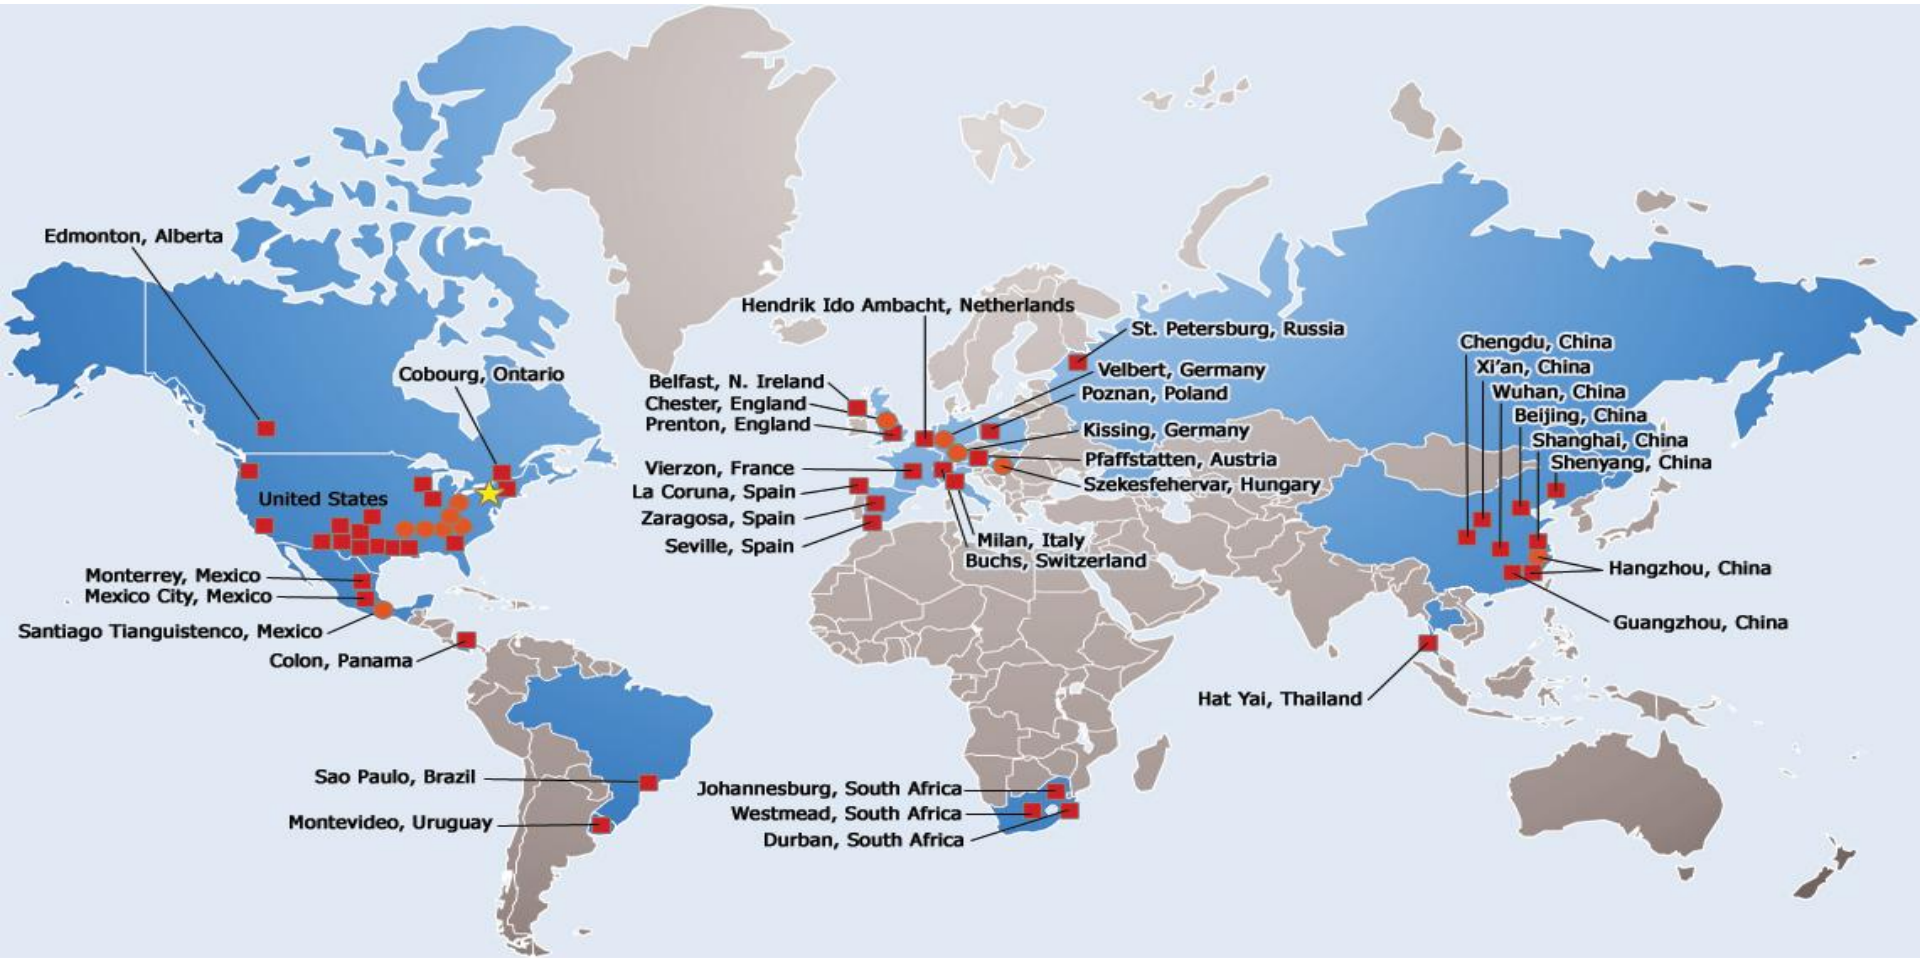 Edmonton, Alberta
Cobourg, Ontario
United States
Monterrey, Mexico
Mexico City, Mexico
Santiago Tianguistenco, Mexico
Colon, Panama
Sao Paulo, Brazil
Montevideo, Uruguay
Hendrik Ido Ambacht, Netherlands
Belfast, N. Ireland
Chester, England
Prenton, England
Vierzon, France
La Coruna, Spain
Zaragosa, Spain
Seville, Spain
St. Petersburg, Russia
Velbert, Germany
Poznan, Poland
Kissing, Germany
Pfaffstatten, Austria
Szekesfehervar, Hungary
Milan, Italy
Buchs, Switzerland
Johannesburg, South Africa
Westmead, South Africa
Durban, South Africa
Chengdu, China
Xi'an, China
Wuhan, China
Beijing, China
Shanghai, China
Shenyang, China
Hangzhou, China
Guangzhou, China
Hat Yai, Thailand